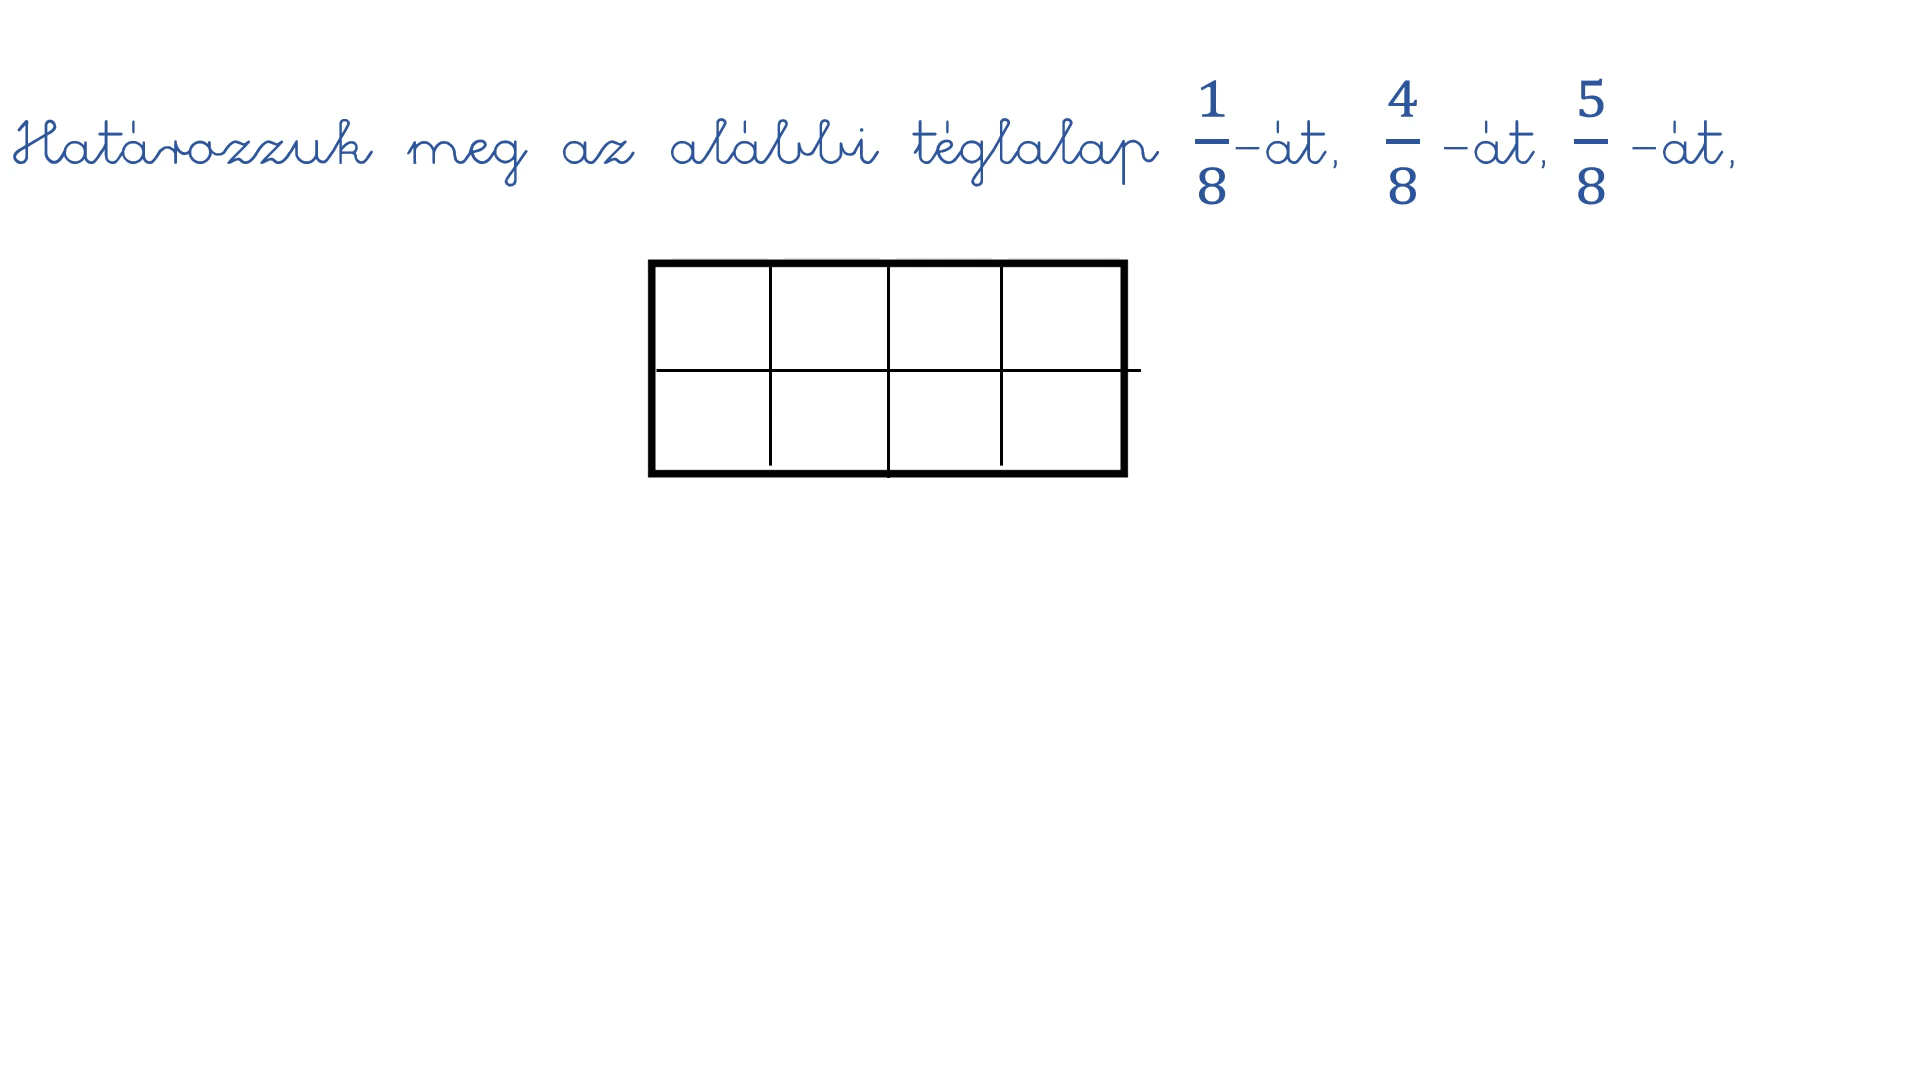 Határozzuk meg az alábbi téglalap 1/8-át, 4/8 -át, 5/8 -át,